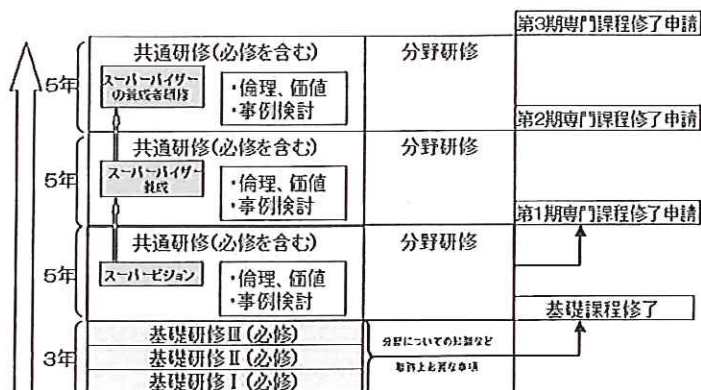 第3期専門課程修了申請
共通研修(必修を含む)
分野研修
5年
スーパーバイザー
の養成者研修
・倫理、価値
・事例検討
第2期専門課程修了申請
共通研修(必修を含む)
分野研修
5年
スーパーバイザー
養成
・倫理、価値
・事例検討
第1期専門課程修了申請
共通研修(必修を含む)
分野研修
5年
スーパービジョン
・倫理、価値
・事例検討
基礎課程修了
3年
基礎研修Ⅲ(必修)
基礎研修Ⅱ(必修)
基礎研修Ⅰ(必修)